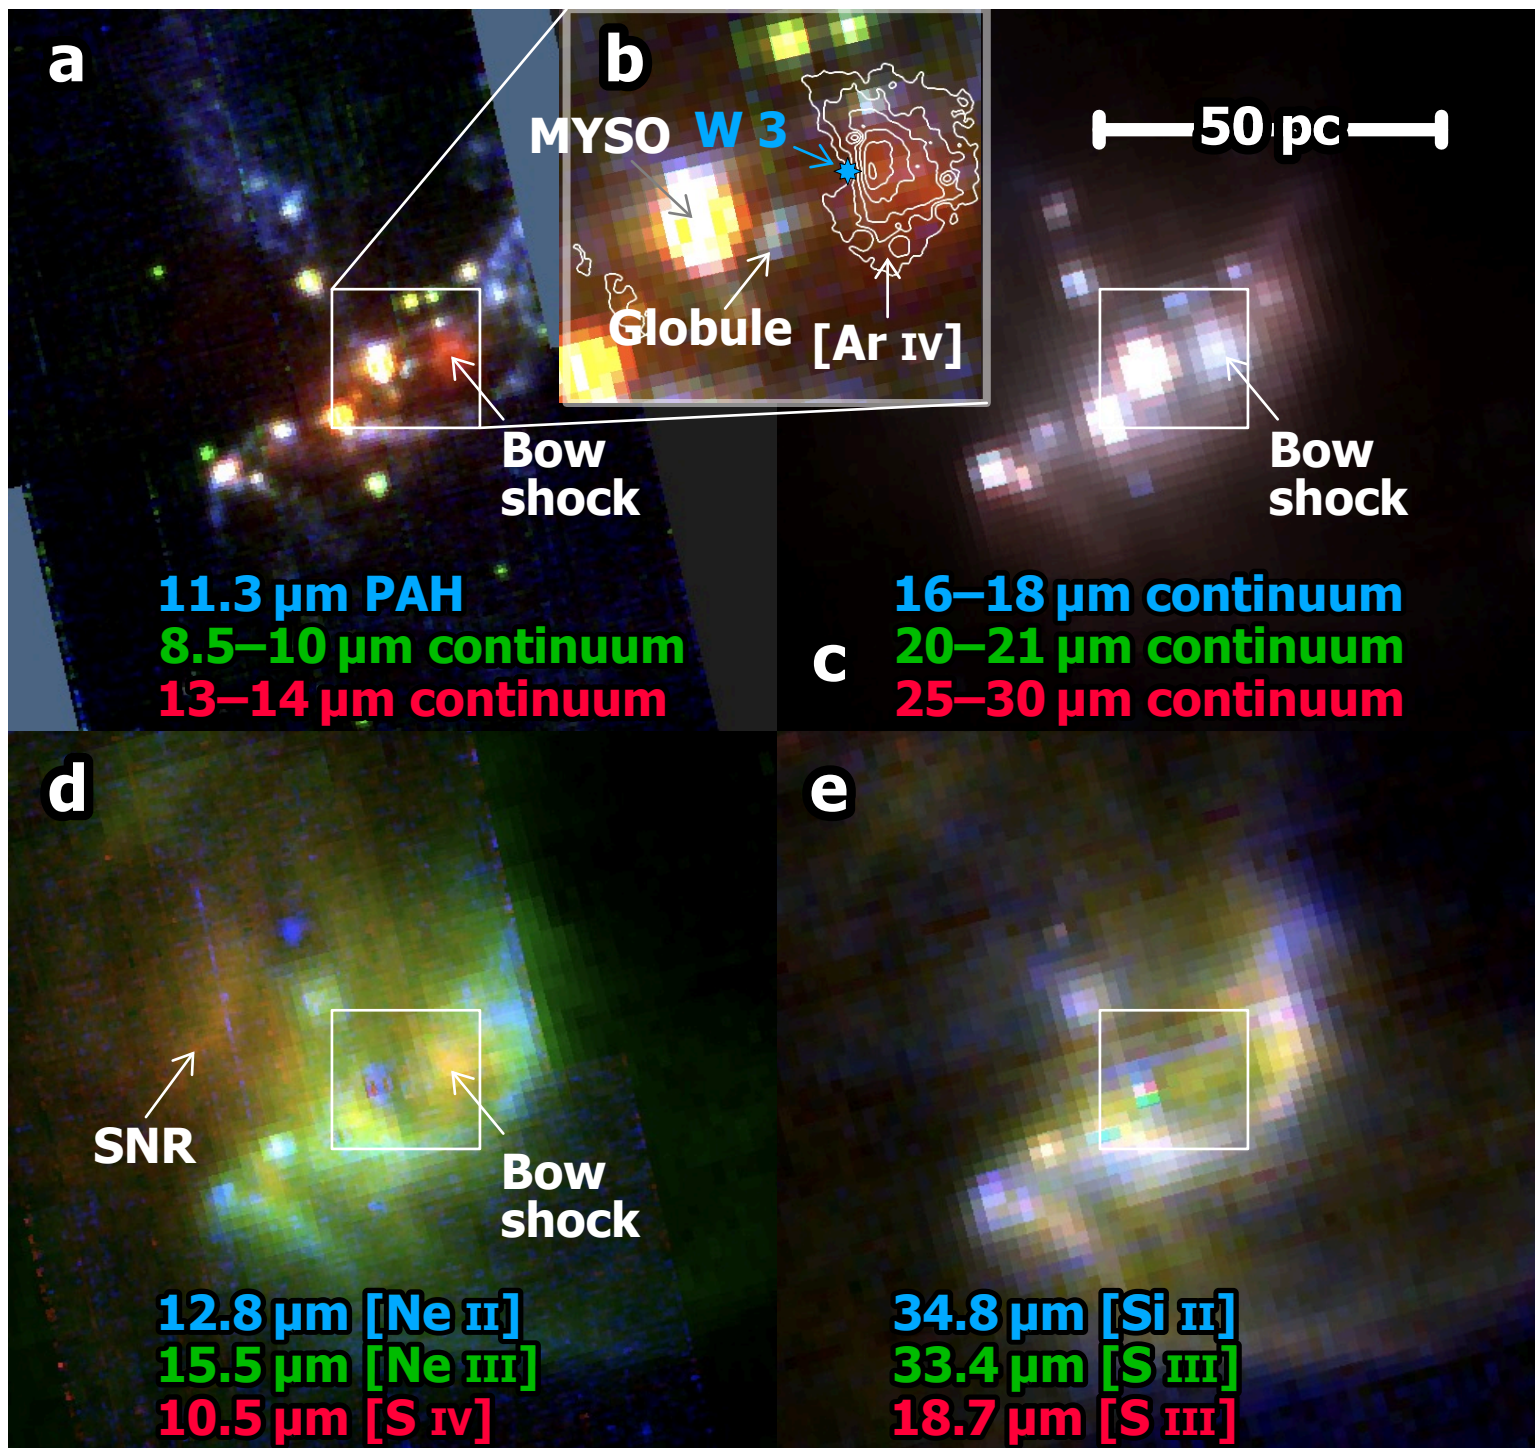 a
b
MYSO
W 3
Globule
[Ar IV]
50 pc
Bow
shock
Bow
shock
11.3 µm PAH
8.5–10 µm continuum
13–14 µm continuum
c
16–18 µm continuum
20–21 µm continuum
25–30 µm continuum
d
SNR
Bow
shock
12.8 µm [Ne II]
15.5 µm [Ne III]
10.5 µm [S IV]
e
34.8 µm [Si II]
33.4 µm [S III]
18.7 µm [S III]